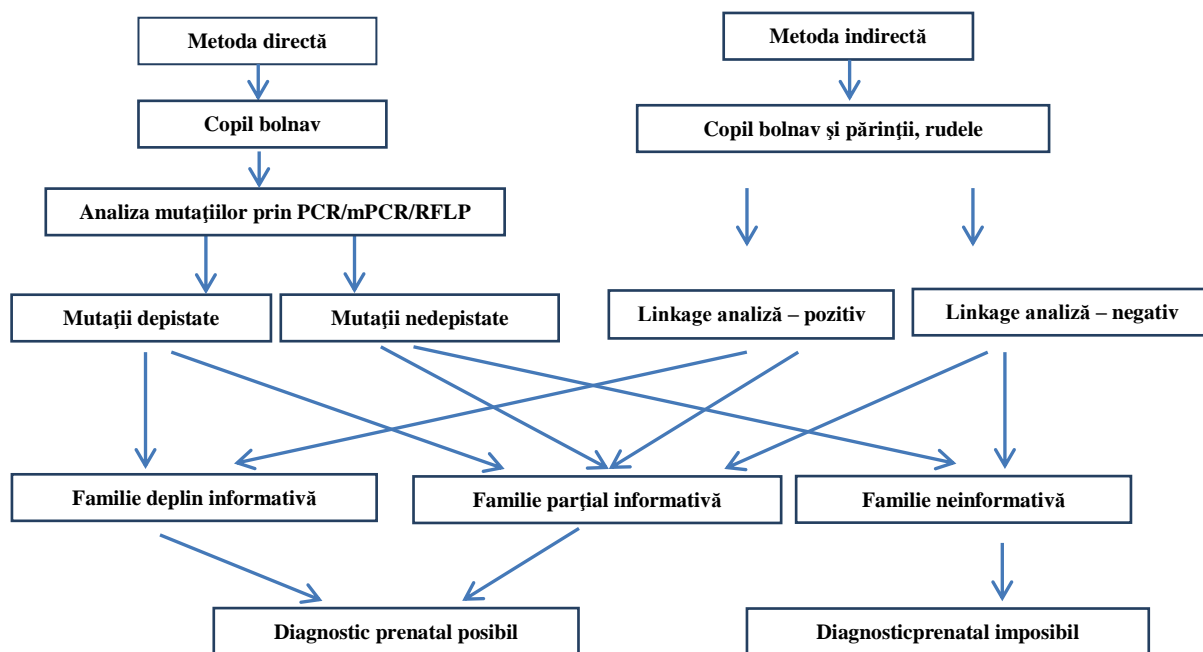 Metoda directă
Metoda indirectă
Copil bolnav
Copil bolnav şi părinţii, rudele
Analiza mutaţiilor prin PCR/mPCR/RFLP
Mutaţii depistate
Mutaţii nedepistate
Linkage analiză – pozitiv
Linkage analiză – negativ
Familie deplin informativă
Familie parţial informativă
Familie neinformativă
Diagnostic prenatal posibil
Diagnosticprenatal imposibil